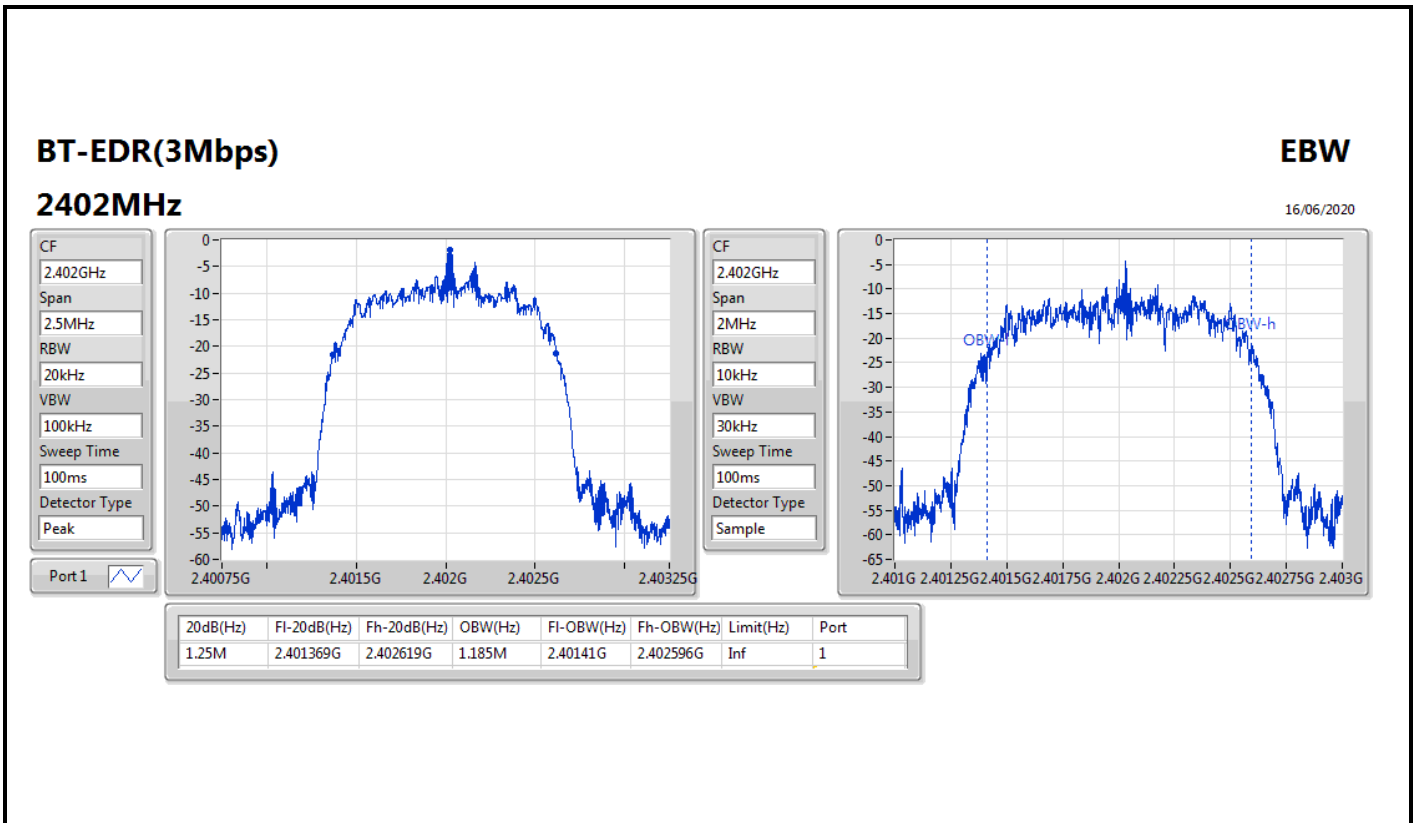 BT-EDR(3Mbps)
EBW
2402MHz
16/06/2020
CF
2.402GHz
Span
2.5MHz
RBW
20kHz
VBW
100kHz
Sweep Time
100ms
Detector Type
Peak
Port 1
0
-5
-10
-15
-20
-25
-30
-35
-40
-45
-50
-55
-60
2.40075G 2.4015G 2.402G 2.4025G 2.40325G
CF
2.402GHz
Span
2MHz
RBW
10kHz
VBW
30kHz
Sweep Time
100ms
Detector Type
Sample
0
-5
-10
-15
-20
-25
-30
-35
-40
-45
-50
-55
-60
-65
OBW-h
2.401G 2.40125G 2.4015G 2.40175G 2.402G 2.40225G 2.4025G 2.40275G 2.403G
20dB(Hz) Fl-20dB(Hz) Fh-20dB(Hz) OBW(Hz) Fl-OBW(Hz) Fh-OBW(Hz) Limit(Hz) Port
1.25M 2.401369G 2.402619G 1.185M 2.40141G 2.402596G Inf 1